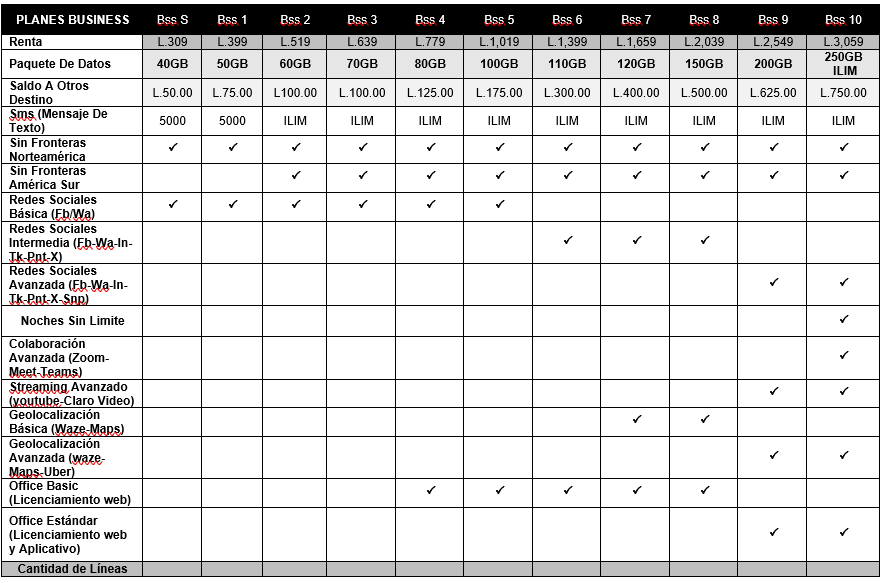 PLANES BUSINESS Bss S Bss 1 Bss 2 Bss 3 Bss 4 Bss 5 Bss 6 Bss 7 Bss 8 Bss 9 Bss 10
Renta L.309 L.399 L.519 L.639 L.779 L.1,019 L.1,399 L.1,659 L.2,039 L.2,549 L.3,059
Paquete De Datos 40GB 50GB 60GB 70GB 80GB 100GB 110GB 120GB 150GB 200GB 250GB
ILIM
Saldo A Otros
Destino L.50.00 L.75.00 L100.00 L.100.00 L.125.00 L.175.00 L.300.00 L.400.00 L.500.00 L.625.00 L.750.00
Sms (Mensaje De
Texto) 5000 5000 ILIM ILIM ILIM ILIM ILIM ILIM ILIM ILIM ILIM
Sin Fronteras
Norteamérica ✓ ✓ ✓ ✓ ✓ ✓ ✓ ✓ ✓ ✓ ✓
Sin Fronteras
América Sur ✓ ✓ ✓ ✓ ✓ ✓ ✓ ✓ ✓
Redes Sociales
Básica (Fb/Wa) ✓ ✓ ✓ ✓ ✓ ✓
Redes Sociales
Intermedia (Fb-Wa-In-
Tk-Pnt-X) ✓ ✓ ✓
Redes Sociales
Avanzada (Fb-Wa-In-
Tk-Pnt-X-Snp) ✓ ✓
Noches Sin Limite ✓
Colaboración
Avanzada (Zoom-
Meet-Teams) ✓
Streaming Avanzado
(youtube-Claro Video) ✓ ✓
Geolocalización
Básica (Waze-Maps) ✓ ✓
Geolocalización
Avanzada (waze-
Maps-Uber) ✓ ✓
Office Basic
(Licenciamiento web) ✓ ✓ ✓ ✓ ✓
Office Estándar
(Licenciamiento web
y Aplicativo) ✓ ✓
Cantidad de Líneas